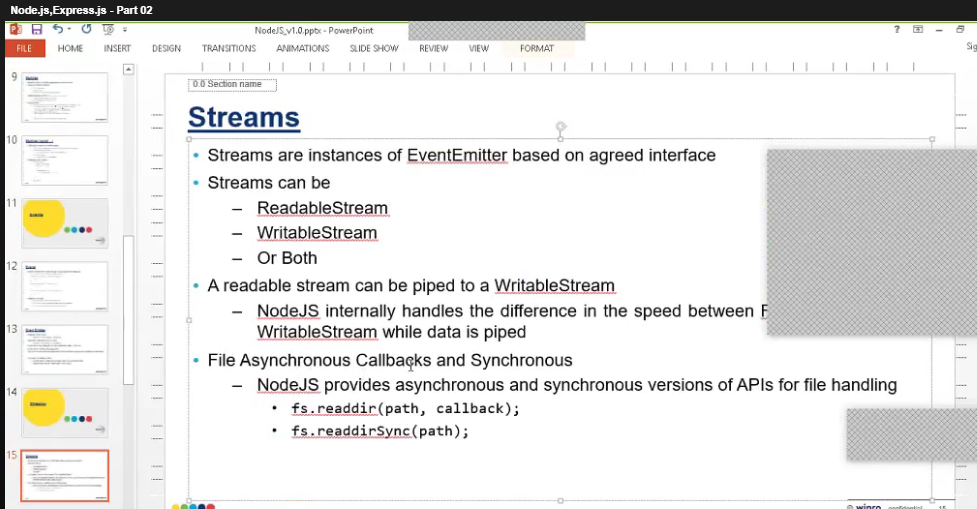 Node.js,Express.js - Part 02
NodeJS_v1.0.pptx - PowerPoint
FILE HOME INSERT DESIGN TRANSITIONS ANIMATIONS SLIDE SHOW REVIEW VIEW FORMAT
0.0 Section name
Streams
• Streams are instances of EventEmitter based on agreed interface
• Streams can be
– ReadableStream
– WritableStream
– Or Both
• A readable stream can be piped to a WritableStream
– NodeJS internally handles the difference in the speed between
WritableStream while data is piped
• File Asynchronous Callbacks and Synchronous
– NodeJS provides asynchronous and synchronous versions of APIs for file handling
• fs.readdir(path, callback);
• fs.readdirSync(path);
9
10
11
12
13
14
15